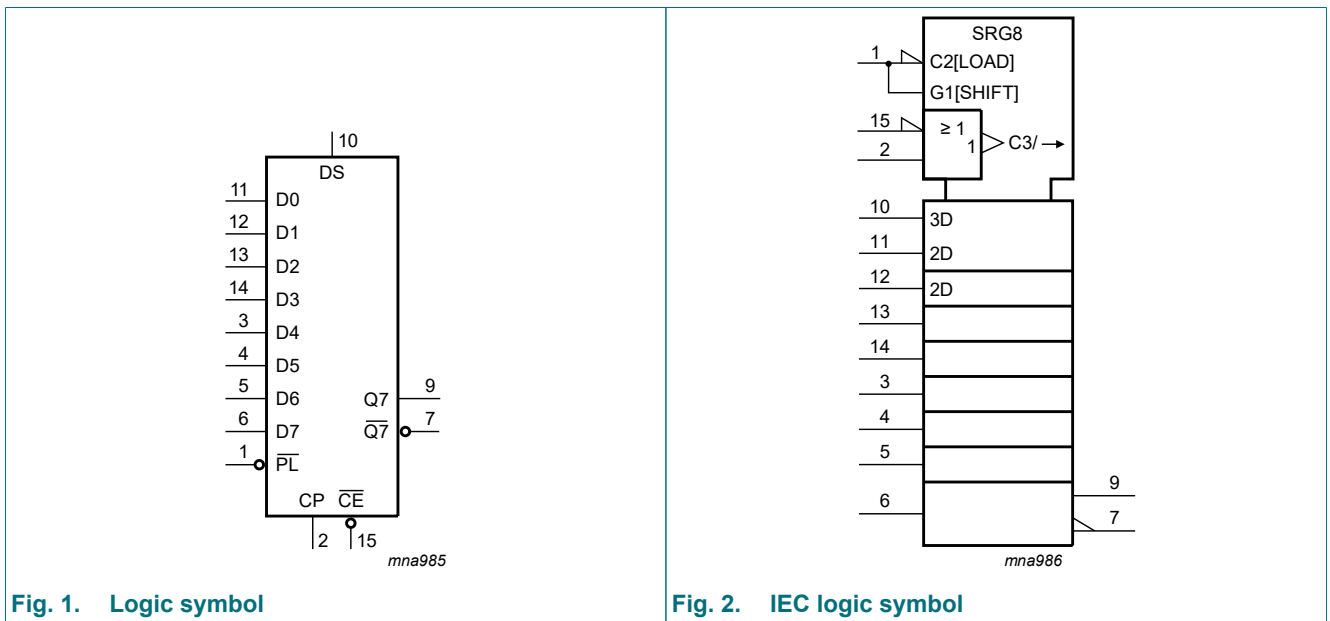 10
DS
11 D0
12 D1
13 D2
14 D3
3 D4
4 D5
5 D6 Q7 9
6 D7 Q7 7
1 PL
CP CE
2 15
mna985
Fig. 1. Logic symbol
SRG8
1 C2[LOAD]
G1[SHIFT]
15 ≥ 1
2 1 C3/ →
10 3D
11 2D
12 2D
13
14
3
4
5
9
6
7
mna986
Fig. 2. IEC logic symbol